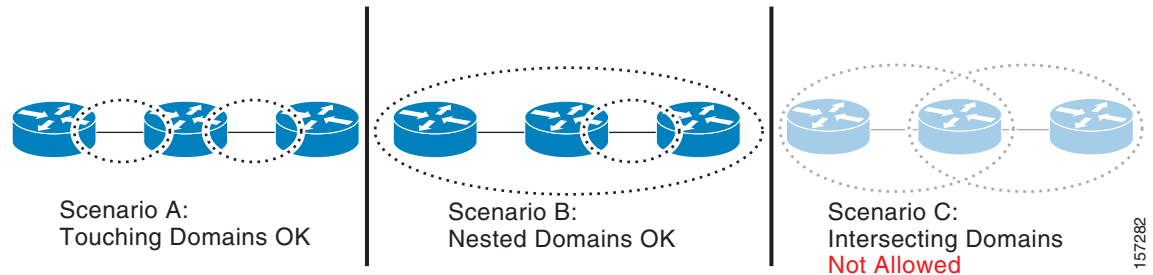 Scenario A:
Touching Domains OK
Scenario B:
Nested Domains OK
Scenario C:
Intersecting Domains
Not Allowed
157282